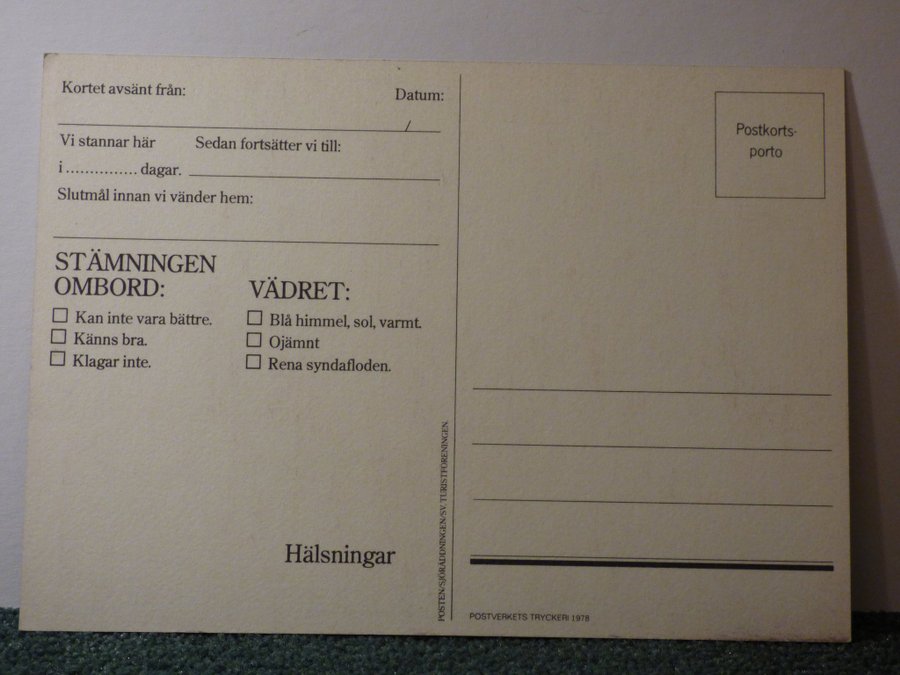 Kortet avsänt från:
Datum:
/
Vi stannar här
Sedan fortsätter vi till:
i ............... dagar.
Slutmål innan vi vänder hem:
STÄMNINGEN
OMBORD:
Kan inte vara bättre.
Känns bra.
Klagar inte.
VÄDRET:
Blå himmel, sol, varmt.
Ojämnt
Rena syndafloden.
Hälsningar
POSTEN/SJÖRÄDDNINGEN/SV. TURISTFÖRENINGEN.
Postkorts-
porto
POSTVERKETS TRYCKERI 1978